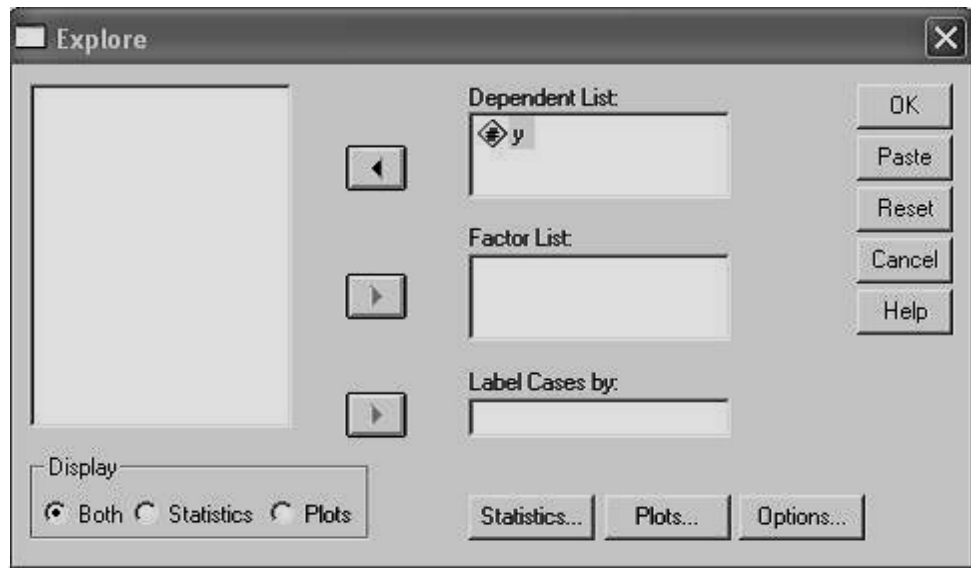 Explore
Dependent List:
# y
Factor List:
Label Cases by:
OK
Paste
Reset
Cancel
Help
Display
Both Statistics Plots
Statistics... Plots... Options...